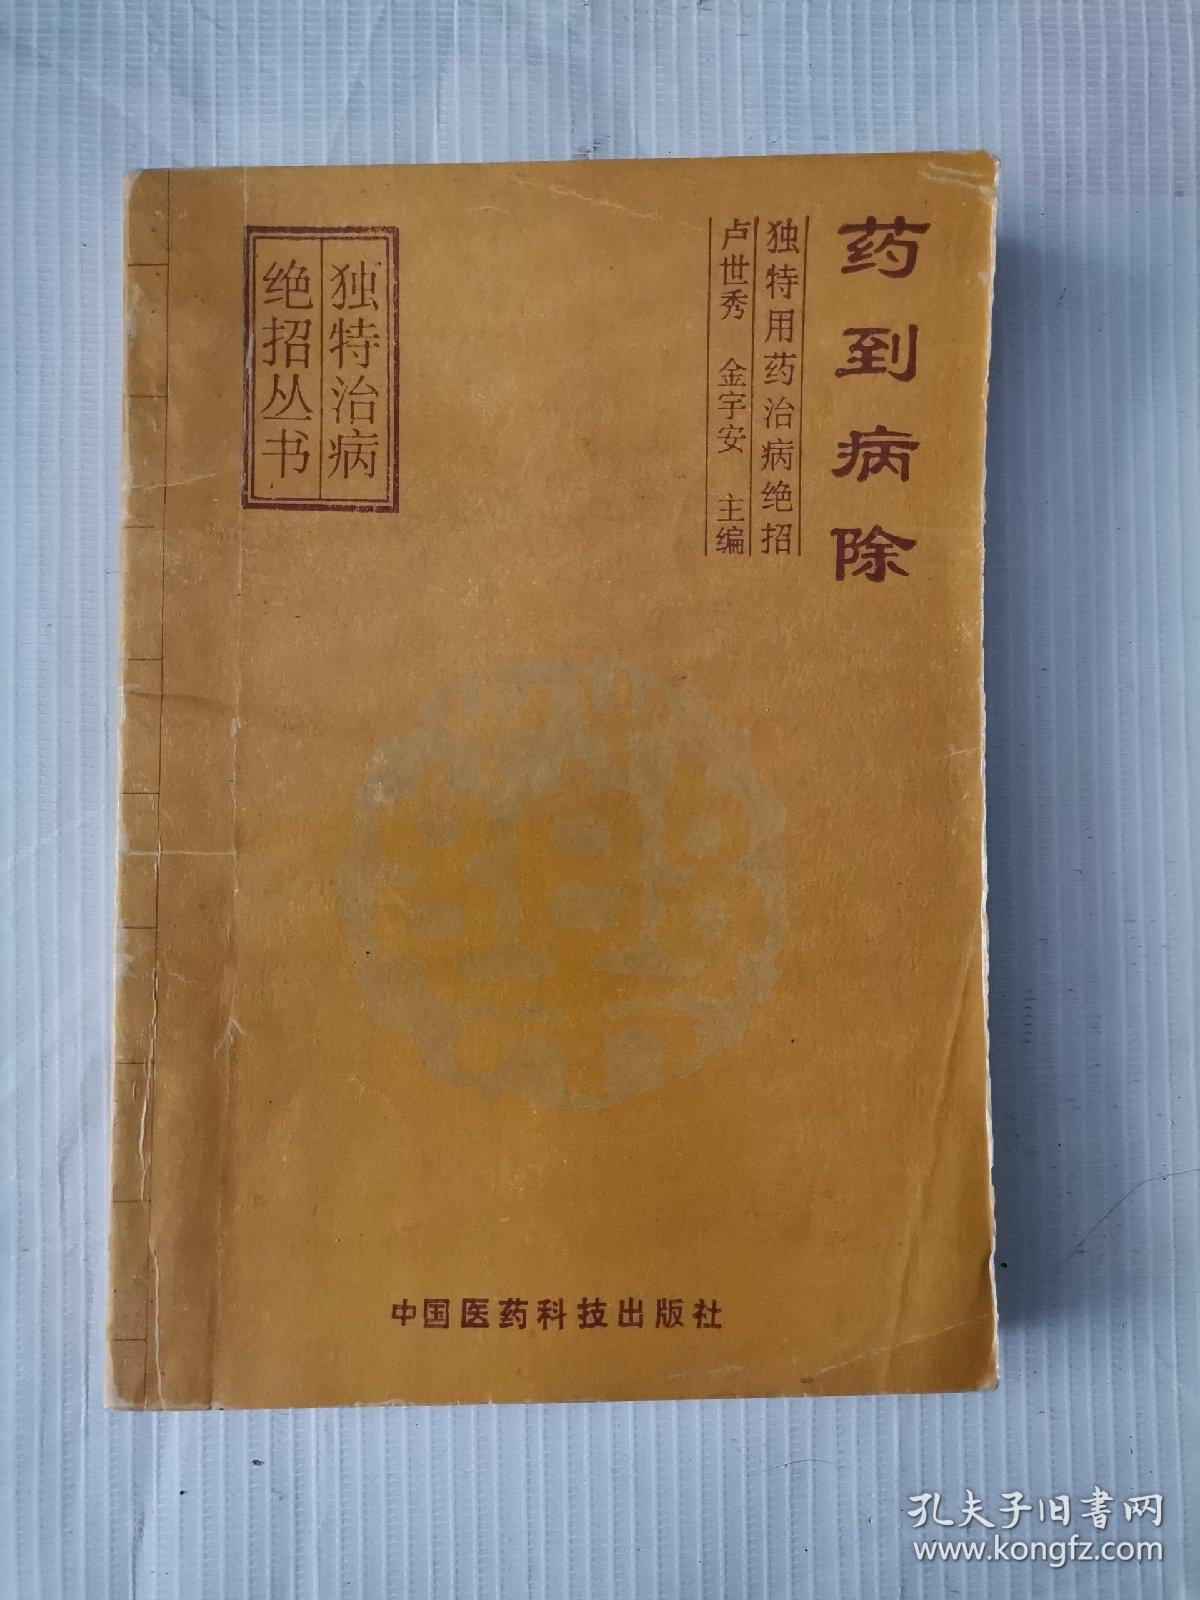 药到病除
独特用药治病绝招
卢世秀 金宇安 主编
独特治病
绝招丛书
中国医药科技出版社
孔夫子旧書网
www.kongfz.com